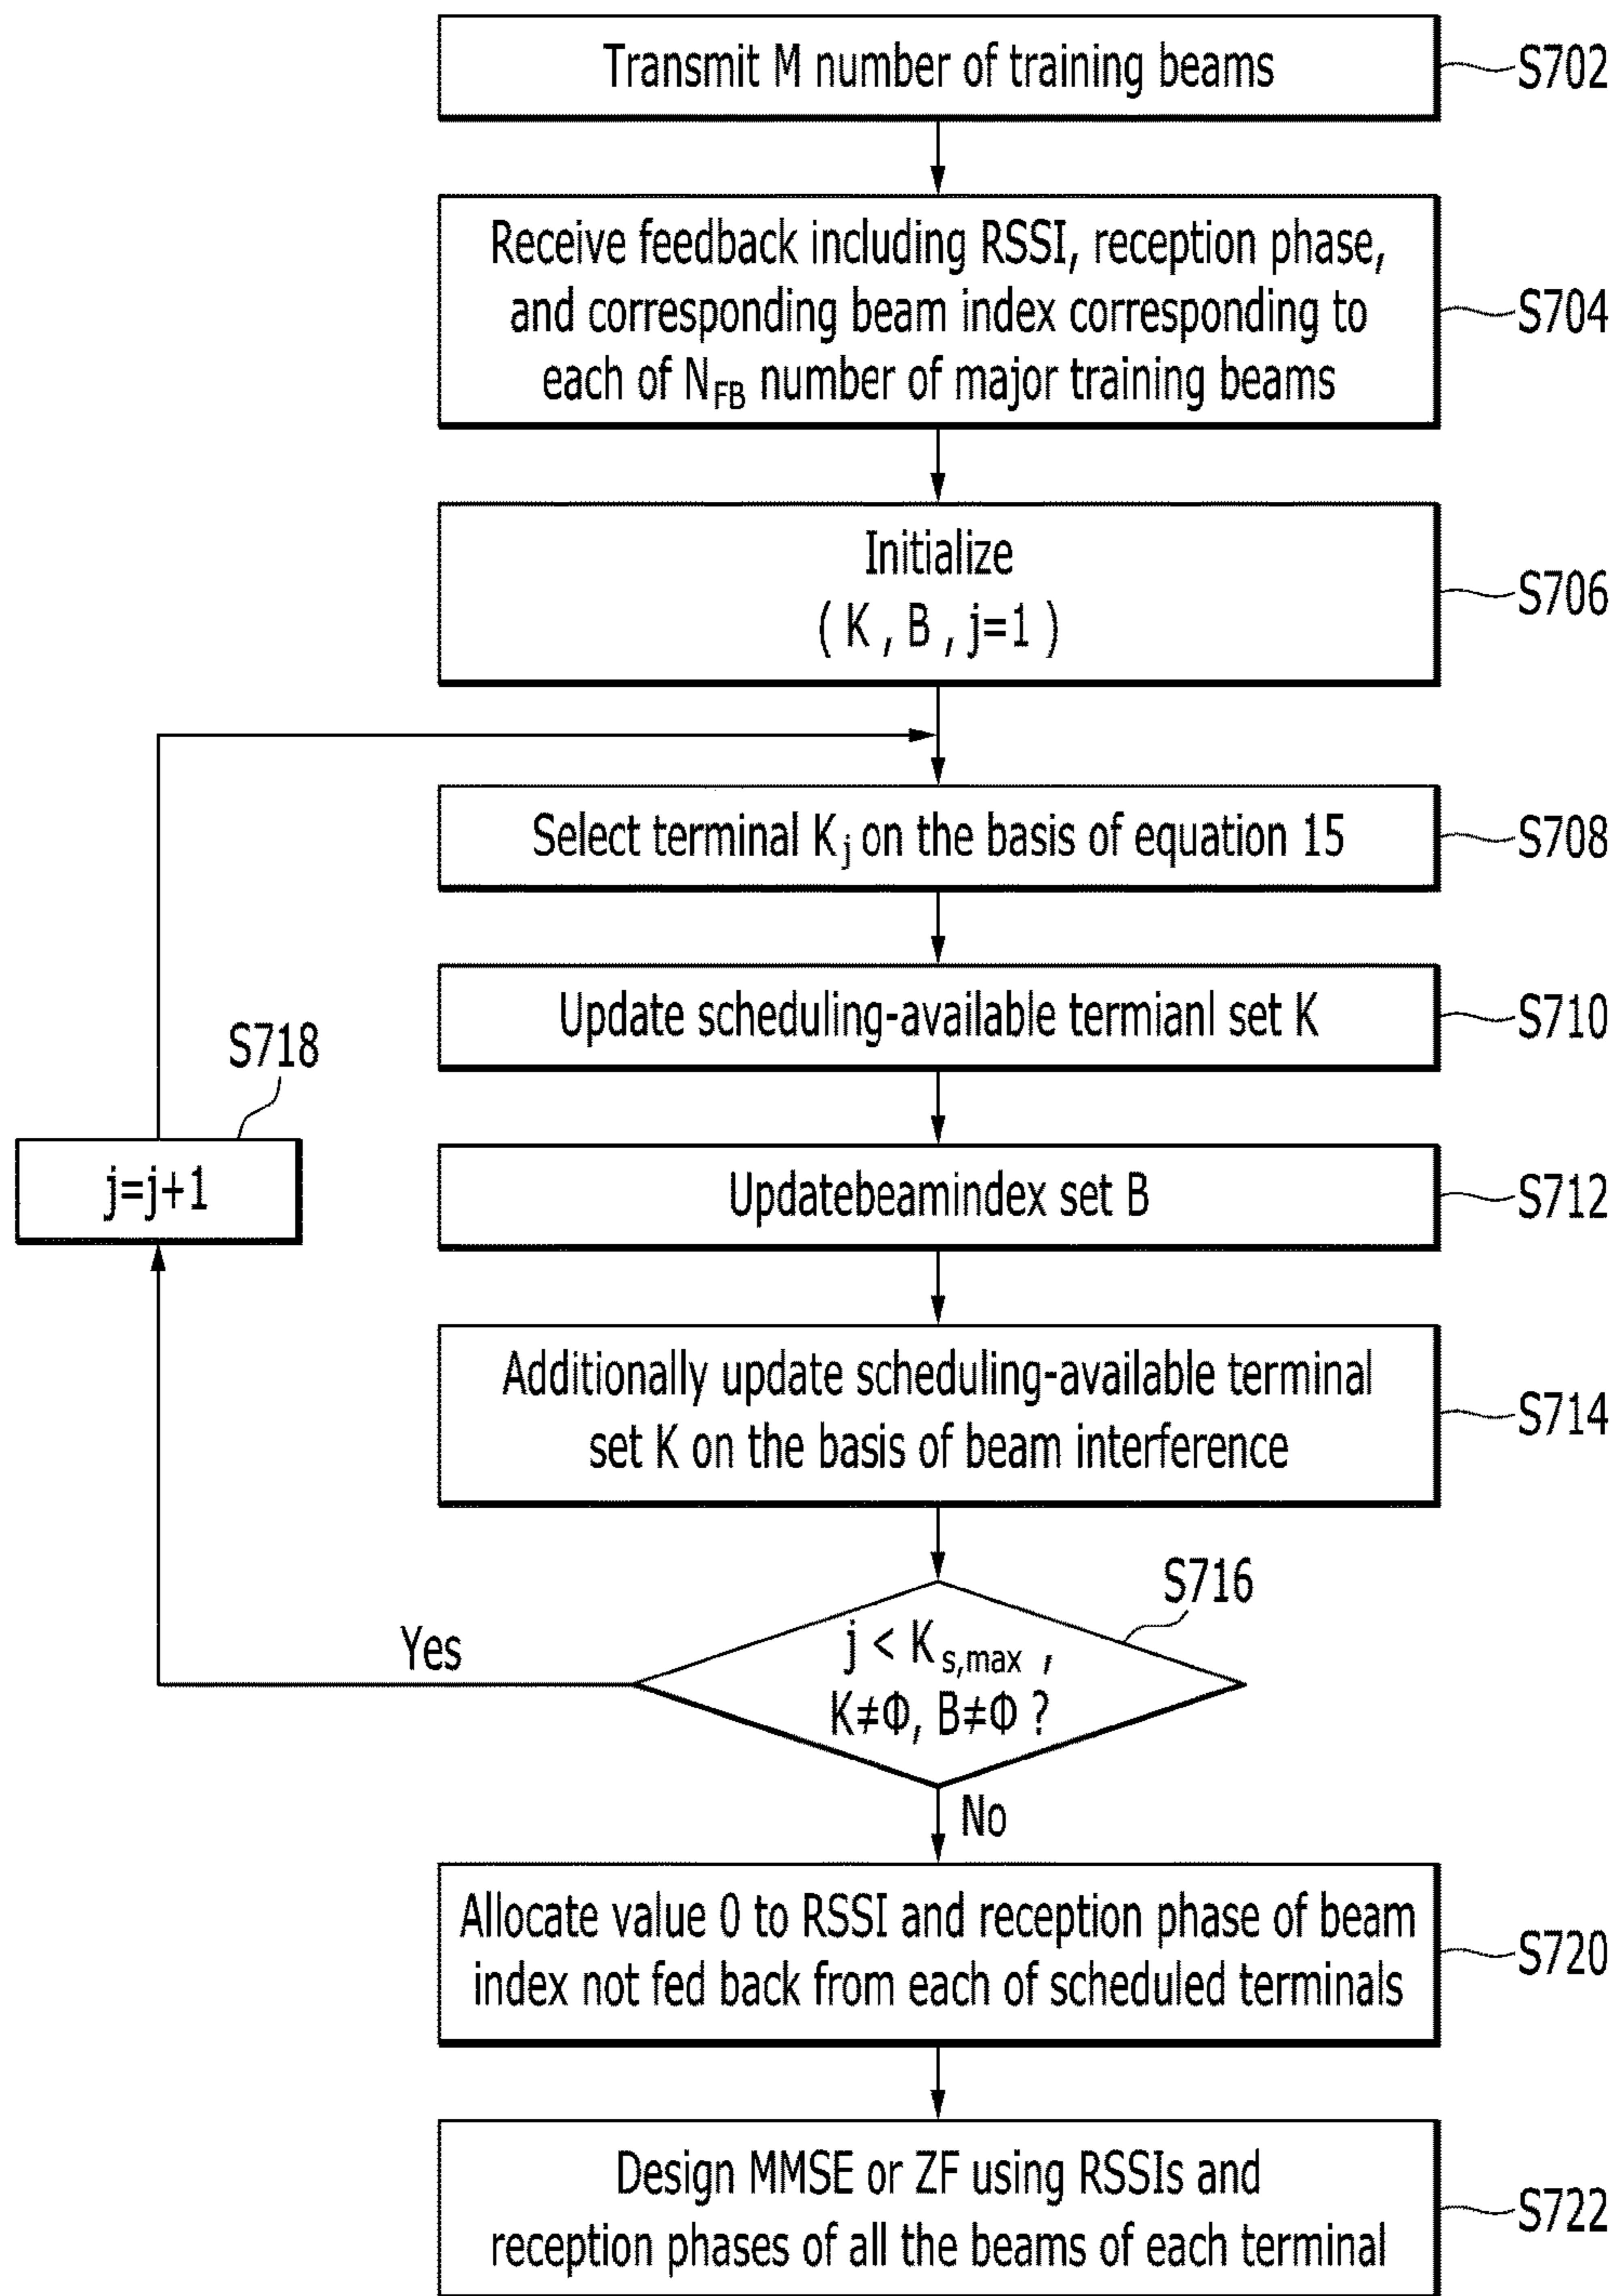 Transmit M number of training beams
S702
Receive feedback including RSSI, reception phase,
and corresponding beam index corresponding to
each of NFB number of major training beams
S704
Initialize
( K , B , j=1 )
S706
Select terminal Kj on the basis of equation 15
S708
Update scheduling-available termianl set K
S710
S718
j=j+1
Updatebeamindex set B
S712
Additionally update scheduling-available terminal
set K on the basis of beam interference
S714
S716
j < Ks,max ,
K≠Φ, B≠Φ ?
Yes
No
Allocate value 0 to RSSI and reception phase of beam
index not fed back from each of scheduled terminals
S720
Design MMSE or ZF using RSSIs and
reception phases of all the beams of each terminal
S722